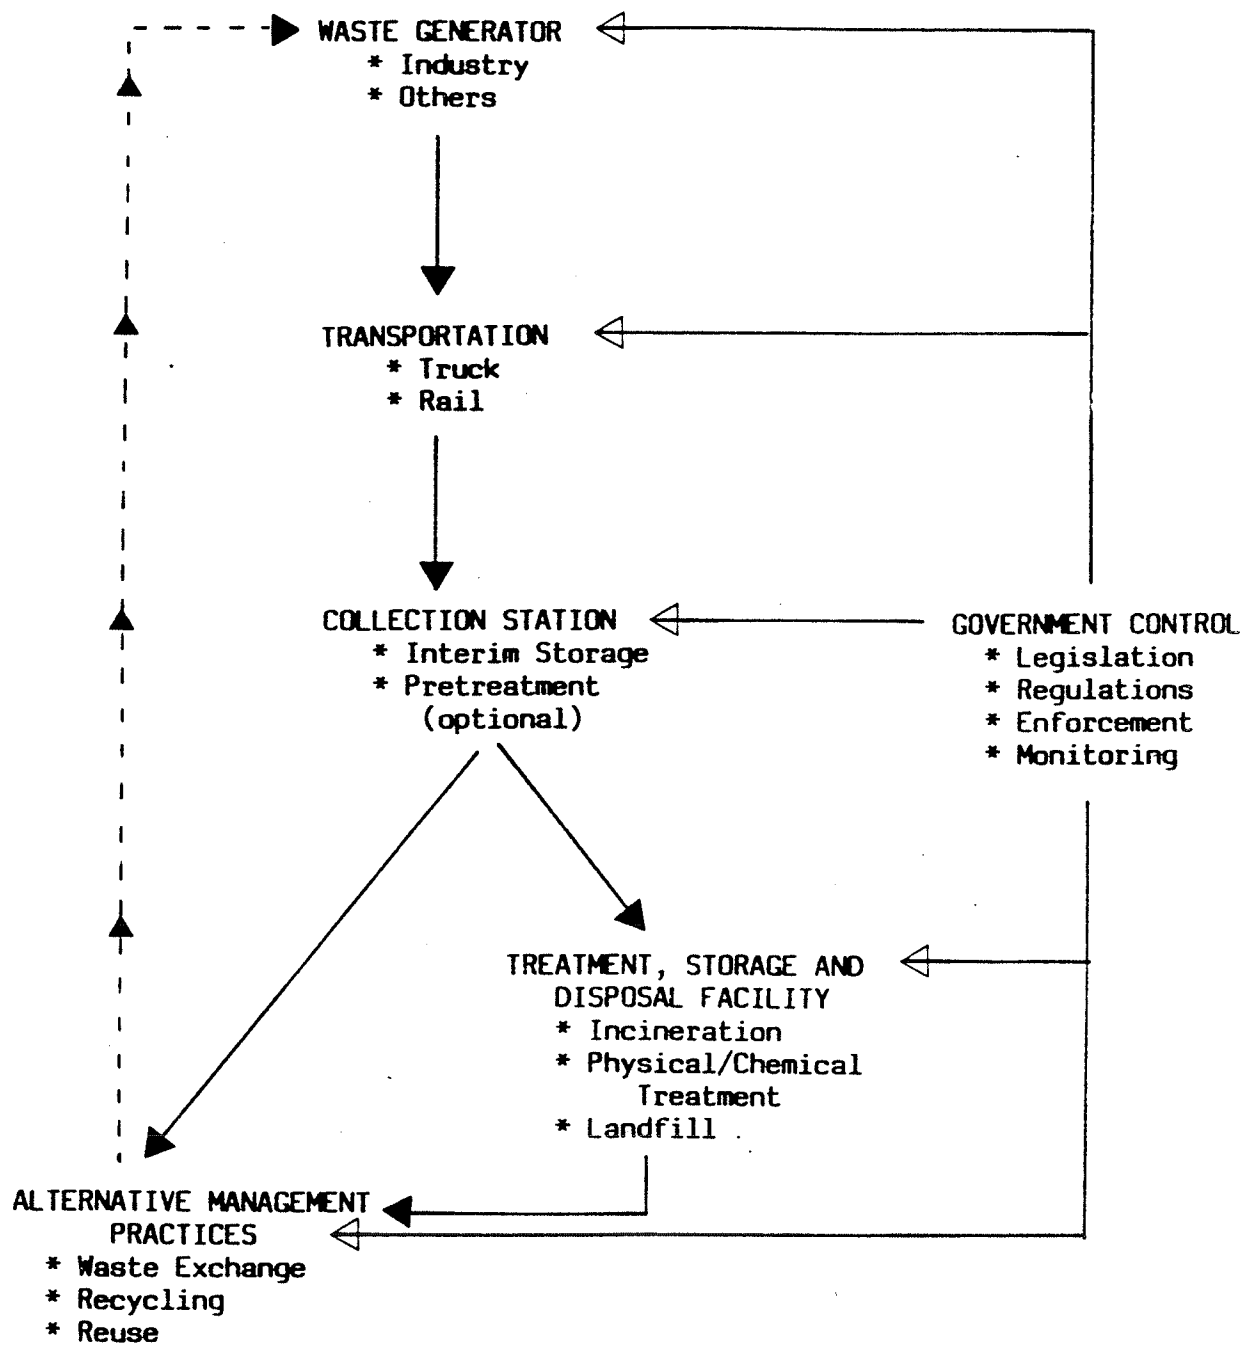 WASTE GENERATOR
* Industry
* Others
TRANSPORTATION
* Truck
* Rail
COLLECTION STATION
* Interim Storage
* Pretreatment
(optional)
GOVERNMENT CONTROL
* Legislation
* Regulations
* Enforcement
* Monitoring
TREATMENT, STORAGE AND
DISPOSAL FACILITY
* Incineration
* Physical/Chemical
Treatment
* Landfill
ALTERNATIVE MANAGEMENT
PRACTICES
* Waste Exchange
* Recycling
* Reuse